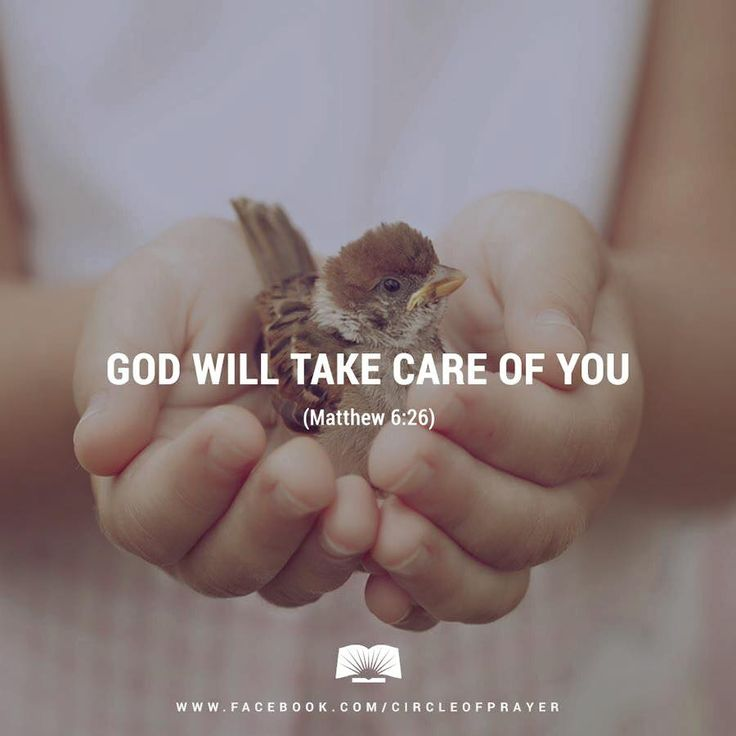 GOD WILL TAKE CARE OF YOU
(Matthew 6:26)
WWW.FACEBOOK.COM/CIRCLEOFPRAYER